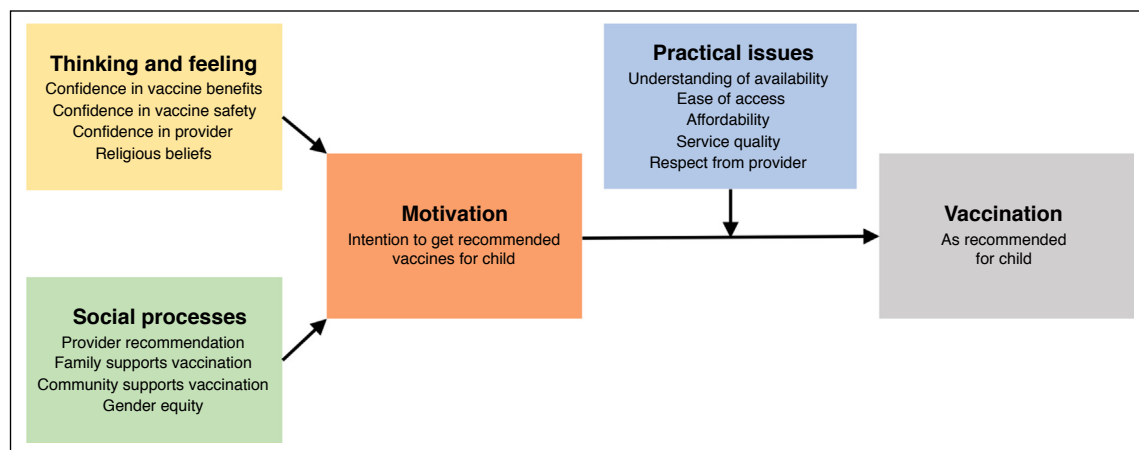 Thinking and feeling
Confidence in vaccine benefits
Confidence in vaccine safety
Confidence in provider
Religious beliefs
Social processes
Provider recommendation
Family supports vaccination
Community supports vaccination
Gender equity
Motivation
Intention to get recommended
vaccines for child
Practical issues
Understanding of availability
Ease of access
Affordability
Service quality
Respect from provider
Vaccination
As recommended
for child